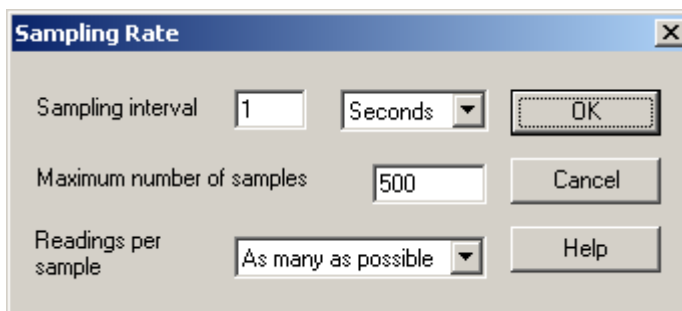 Sampling Rate
Sampling interval 1 Seconds OK
Maximum number of samples 500 Cancel
Readings per
sample As many as possible Help